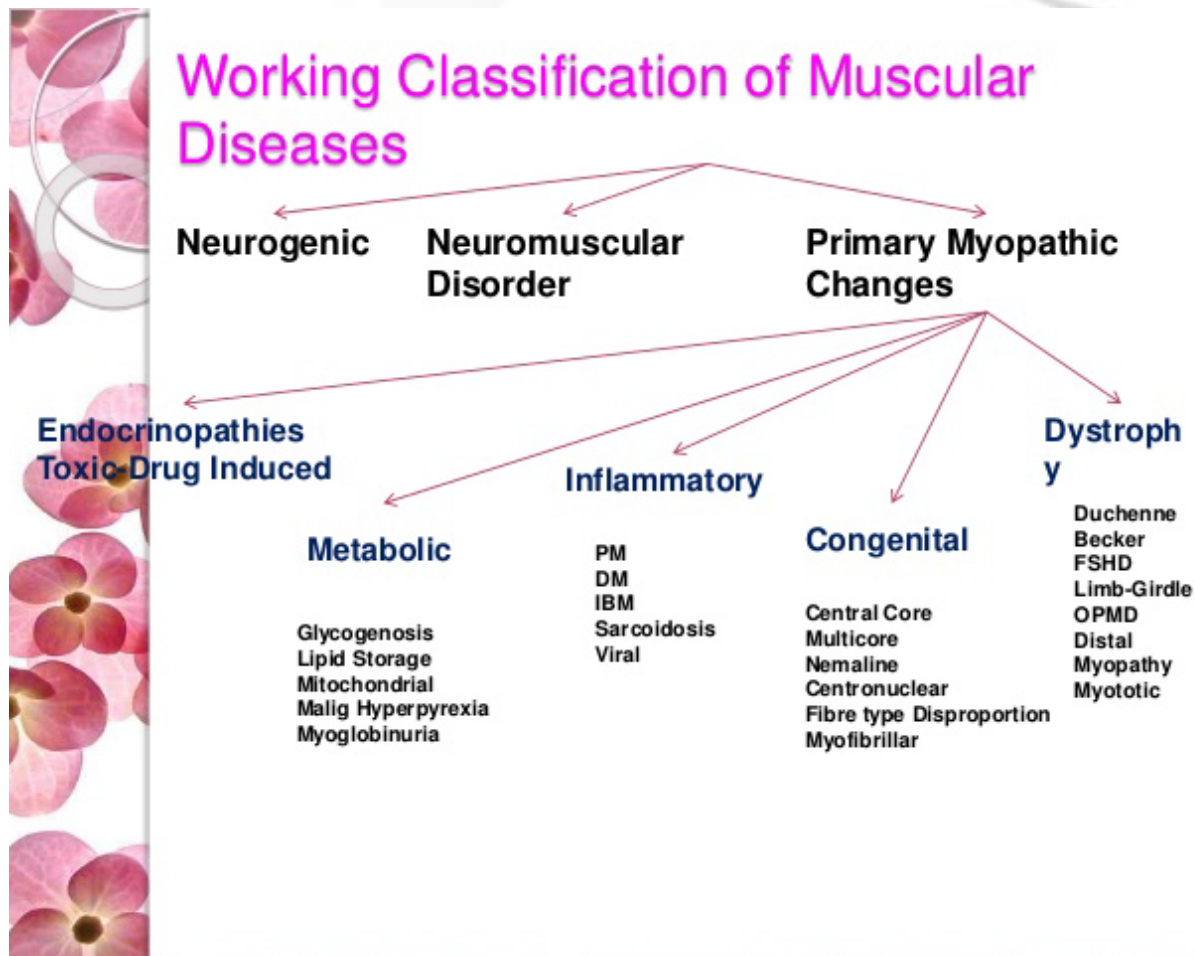 Working Classification of Muscular
Diseases
Neurogenic
Neuromuscular
Disorder
Primary Myopathic
Changes
Endocrinopathies
Toxic-Drug Induced
Metabolic
Glycogenosis
Lipid Storage
Mitochondrial
Malig Hyperpyrexia
Myoglobinuria
Inflammatory
PM
DM
IBM
Sarcoidosis
Viral
Congenital
Central Core
Multicore
Nemaline
Centronuclear
Fibre type Disproportion
Myofibrillar
Dystroph
y
Duchenne
Becker
FSHD
Limb-Girdle
OPMD
Distal
Myopathy
Myototic